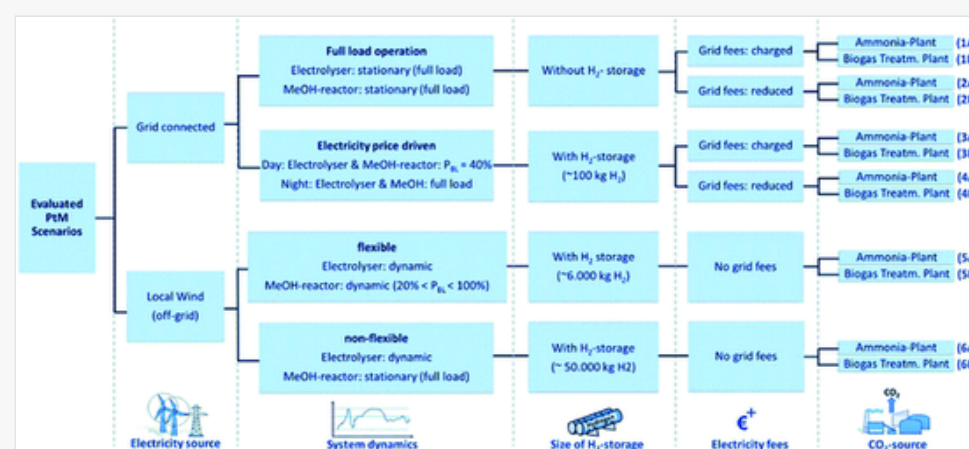 Evaluated
PtM
Scenarios
Grid connected
Local Wind
(off-grid)
Full load operation
Electrolyser: stationary (full load)
MeOH-reactor: stationary (full load)
Electricity price driven
Day: Electrolyser & MeOH-reactor: P_BL = 40%
Night: Electrolyser & MeOH: full load
flexible
Electrolyser: dynamic
MeOH-reactor: dynamic (20% < P_BL < 100%)
non-flexible
Electrolyser: dynamic
MeOH-reactor: stationary (full load)
Without H₂- storage
With H₂-storage
(~100 kg H₂)
With H₂ storage
(~6.000 kg H₂)
With H₂-storage
(~ 50.000 kg H2)
Grid fees: charged
Grid fees: reduced
Grid fees: charged
Grid fees: reduced
No grid fees
No grid fees
Ammonia-Plant
Biogas Treatm. Plant
Ammonia-Plant
Biogas Treatm. Plant
Ammonia-Plant
Biogas Treatm. Plant
Ammonia-Plant
Biogas Treatm. Plant
Ammonia-Plant
Biogas Treatm. Plant
Ammonia-Plant
Biogas Treatm. Plant
Electricity source
System dynamics
Size of H₂-storage
€⁺
Electricity fees
CO₂
CO₂-source